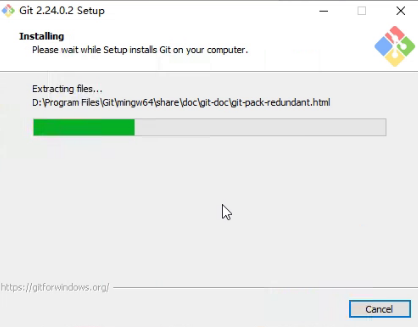 Git 2.24.0.2 Setup
Installing
Please wait while Setup installs Git on your computer.
Extracting files...
D:\Program Files\Git\mingw64\share\doc\git-doc\git-pack-redundant.html
https://gitforwindows.org/
Cancel